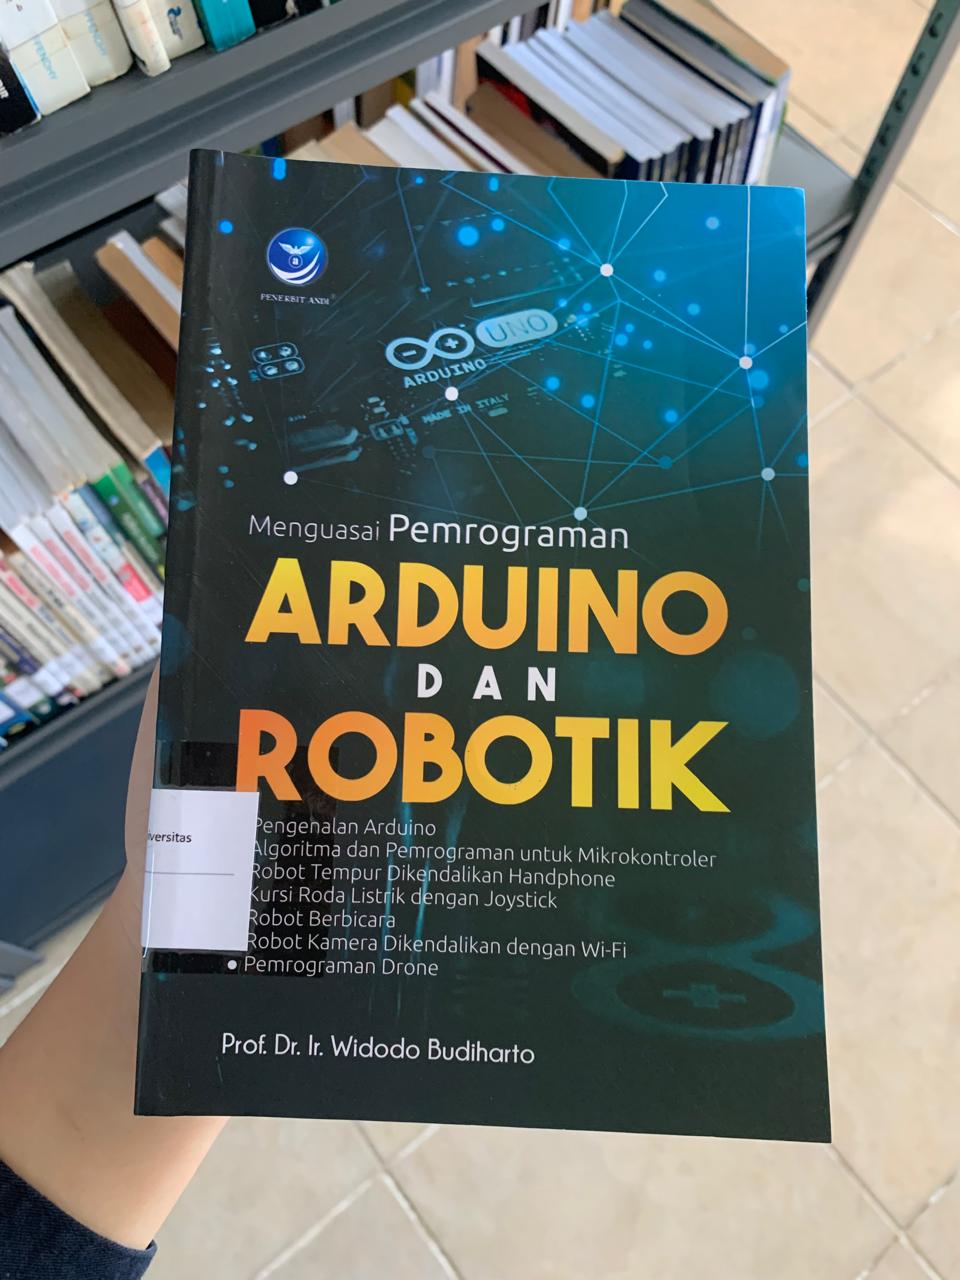 PENERBIT ANDI
UNO
ARDUINO
MADE IN ITALY
Menguasai Pemrograman
ARDUINO
DAN
ROBOTIK
Pengenalan Arduino
Algoritma dan Pemrograman untuk Mikrokontroler
Robot Tempur Dikendalikan Handphone
Kursi Roda Listrik dengan Joystick
Robot Berbicara
Robot Kamera Dikendalikan dengan Wi-Fi
• Pemrograman Drone
Prof. Dr. Ir. Widodo Budiharto